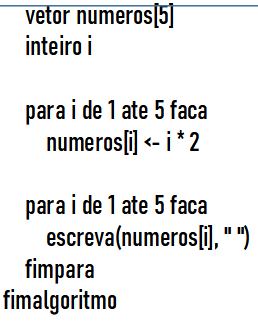 vetor numeros[5]
inteiro i
para i de 1 ate 5 faca
numeros[i] <- i * 2
para i de 1 ate 5 faca
escreva(numeros[i], " ")
fimpara
fimalgoritmo